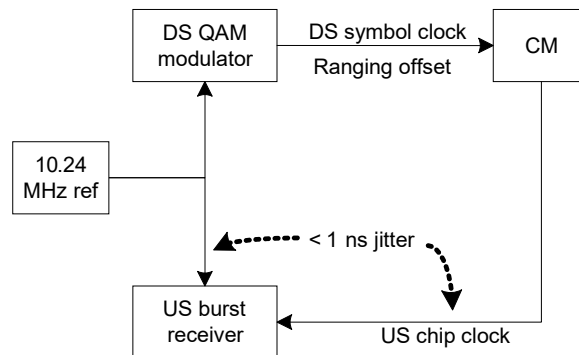 DS QAM
modulator
DS symbol clock
Ranging offset
CM
10.24
MHz ref
< 1 ns jitter
US burst
receiver
US chip clock